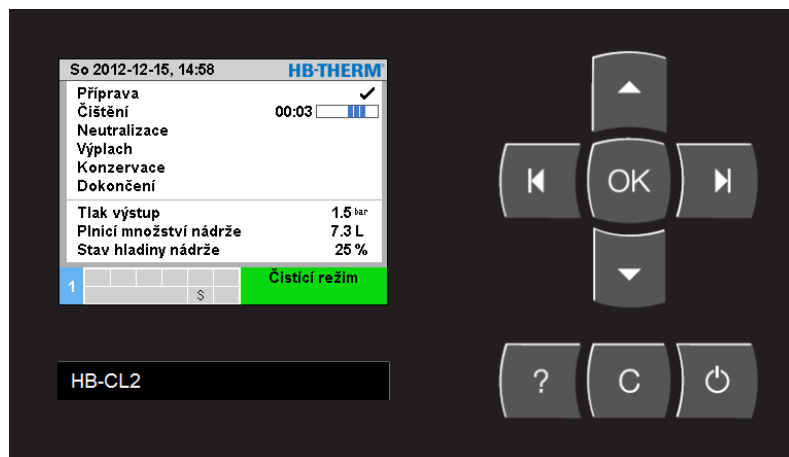 So 2012-12-15, 14:58 HB-THERM
Příprava
Čištění 00:03
Neutralizace
Výplach
Konzervace
Dokončení
Tlak výstup 1.5 bar
Plnicí množství nádrže 7.3 L
Stav hladiny nádrže 25 %
1 S Čistící režim
HB-CL2
OK
? C